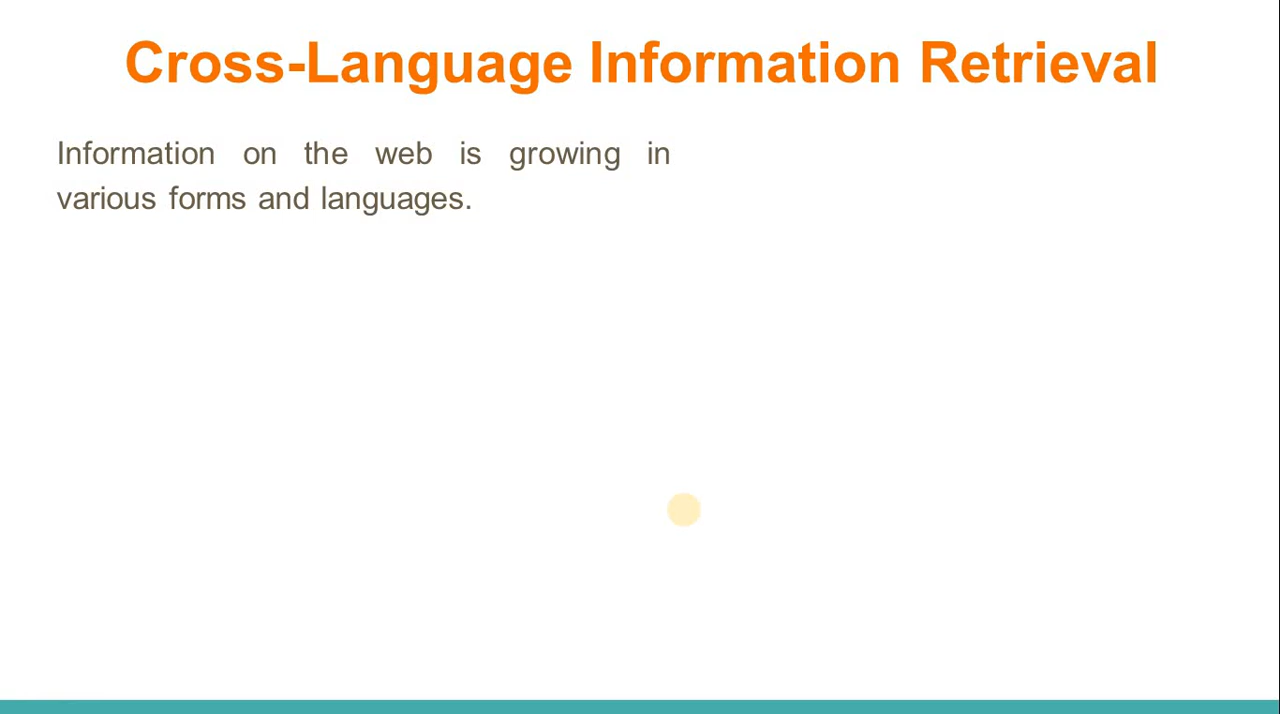 Cross-Language Information Retrieval
Information on the web is growing in
various forms and languages.